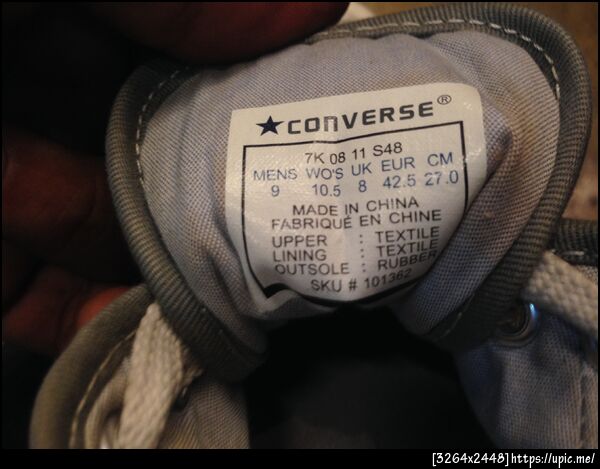 ★CONVERSE®
7K 08 11 S48
MENS WO'S UK EUR CM
9 10.5 8 42.5 27.0
MADE IN CHINA
FABRIQUÉ EN CHINE
UPPER : TEXTILE
LINING : TEXTILE
OUTSOLE : RUBBER
SKU # 101362
[3264x2448]https://upic.me/